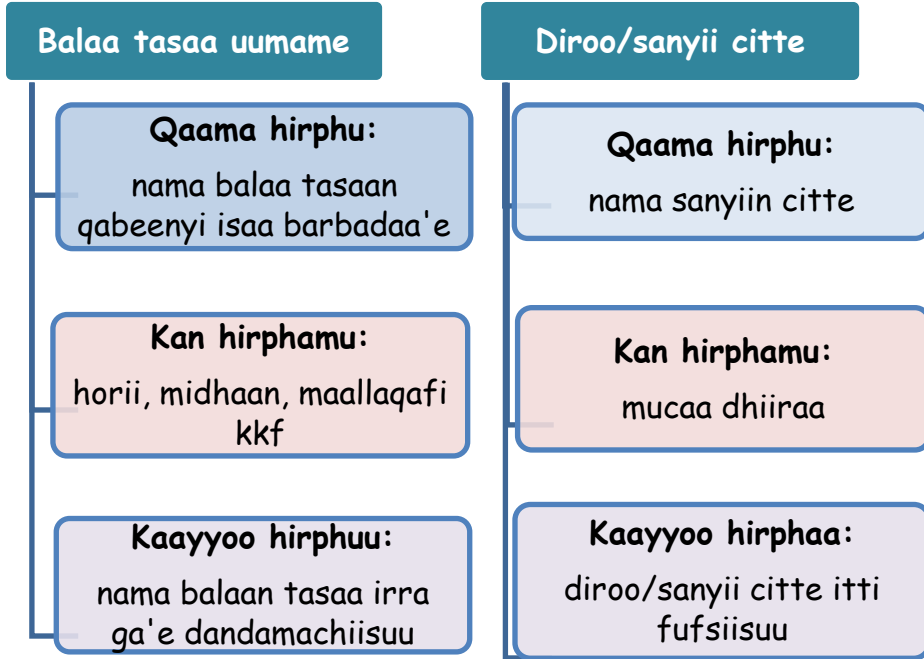 Balaa tasaa uumame
Qaama hirphu:
nama balaa tasaan
qabeenyi isaa barbadaa'e
Kan hirphamu:
horii, midhaan, maallaqafi
kkf
Kaayyoo hirphuu:
nama balaan tasaa irra
ga'e dandamachiisuu
Diroo/sanyii citte
Qaama hirphu:
nama sanyiin citte
Kan hirphamu:
mucaa dhiiraa
Kaayyoo hirphaa:
diroo/sanyii citte itti
fufsiisuu